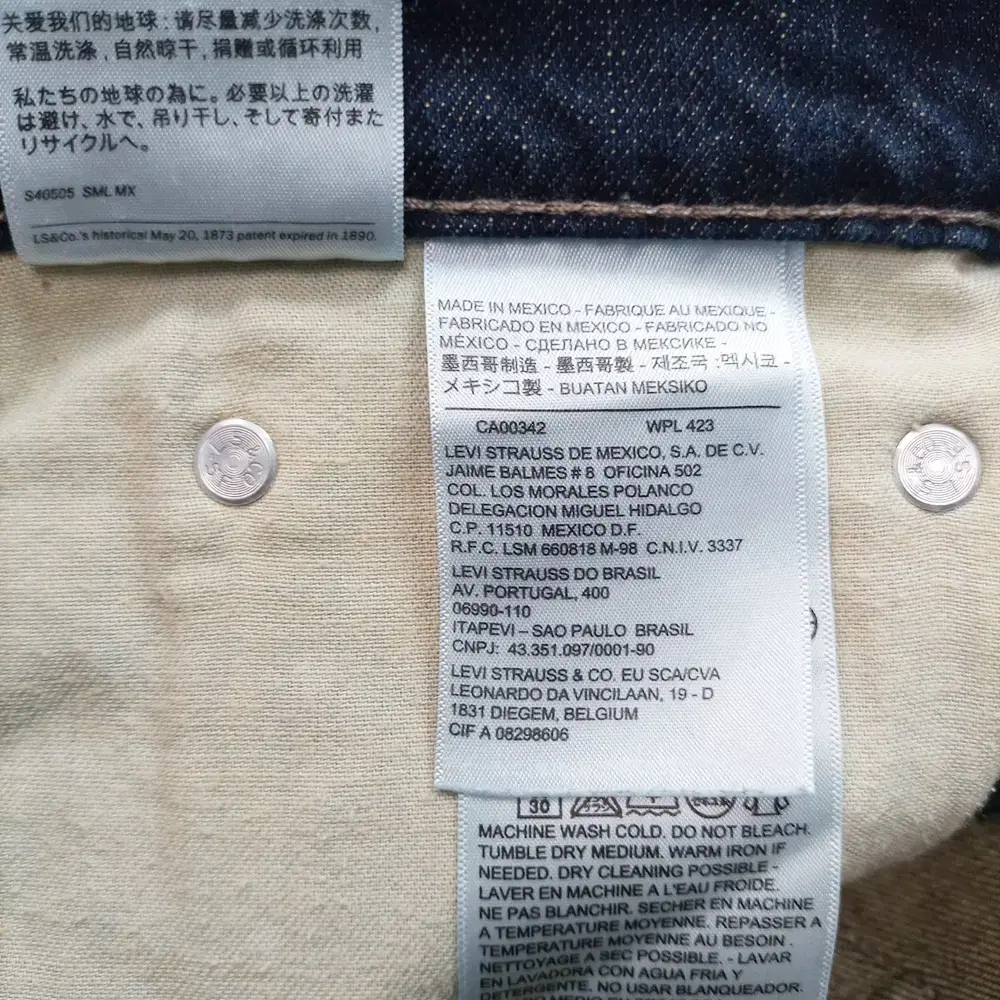 关爱我们的地球：请尽量减少洗涤次数，
常温洗涤，自然晾干，捐赠或循环利用
私たちの地球の為に。必要以上の洗濯
は避け、水で、吊り干し、そして寄付また
リサイクルへ。
S40505 SML MX
LS&Co.'s historical May 20, 1873 patent expired in 1890.
MADE IN MEXICO - FABRIQUE AU MEXIQUE -
FABRICADO EN MEXICO - FABRICADO NO
MÉXICO - СДЕЛАНО В МЕКСИКЕ -
墨西哥制造 - 墨西哥製 - 제조국 :멕시코 -
メキシコ製 - BUATAN MEKSIKO
CA00342 WPL 423
LEVI STRAUSS DE MEXICO, S.A. DE C.V.
JAIME BALMES # 8 OFICINA 502
COL. LOS MORALES POLANCO
DELEGACION MIGUEL HIDALGO
C.P. 11510 MEXICO D.F.
R.F.C. LSM 660818 M-98 C.N.I.V. 3337
LEVI STRAUSS DO BRASIL
AV. PORTUGAL, 400
06990-110
ITAPEVI – SAO PAULO BRASIL
CNPJ: 43.351.097/0001-90
LEVI STRAUSS & CO. EU SCA/CVA
LEONARDO DA VINCILAAN, 19 - D
1831 DIEGEM, BELGIUM
CIF A 08298606
30
MACHINE WASH COLD. DO NOT BLEACH.
TUMBLE DRY MEDIUM. WARM IRON IF
NEEDED. DRY CLEANING POSSIBLE -
LAVER EN MACHINE A L'EAU FROIDE.
NE PAS BLANCHIR. SECHER EN MACHINE
A TEMPERATURE MOYENNE. REPASSER A
TEMPERATURE MOYENNE AU BESOIN .
NETTOYAGE A SEC POSSIBLE. - LAVAR
EN LAVADORA CON AGUA FRIA Y
DETERGENTE, NO USAR BLANQUEADOR.